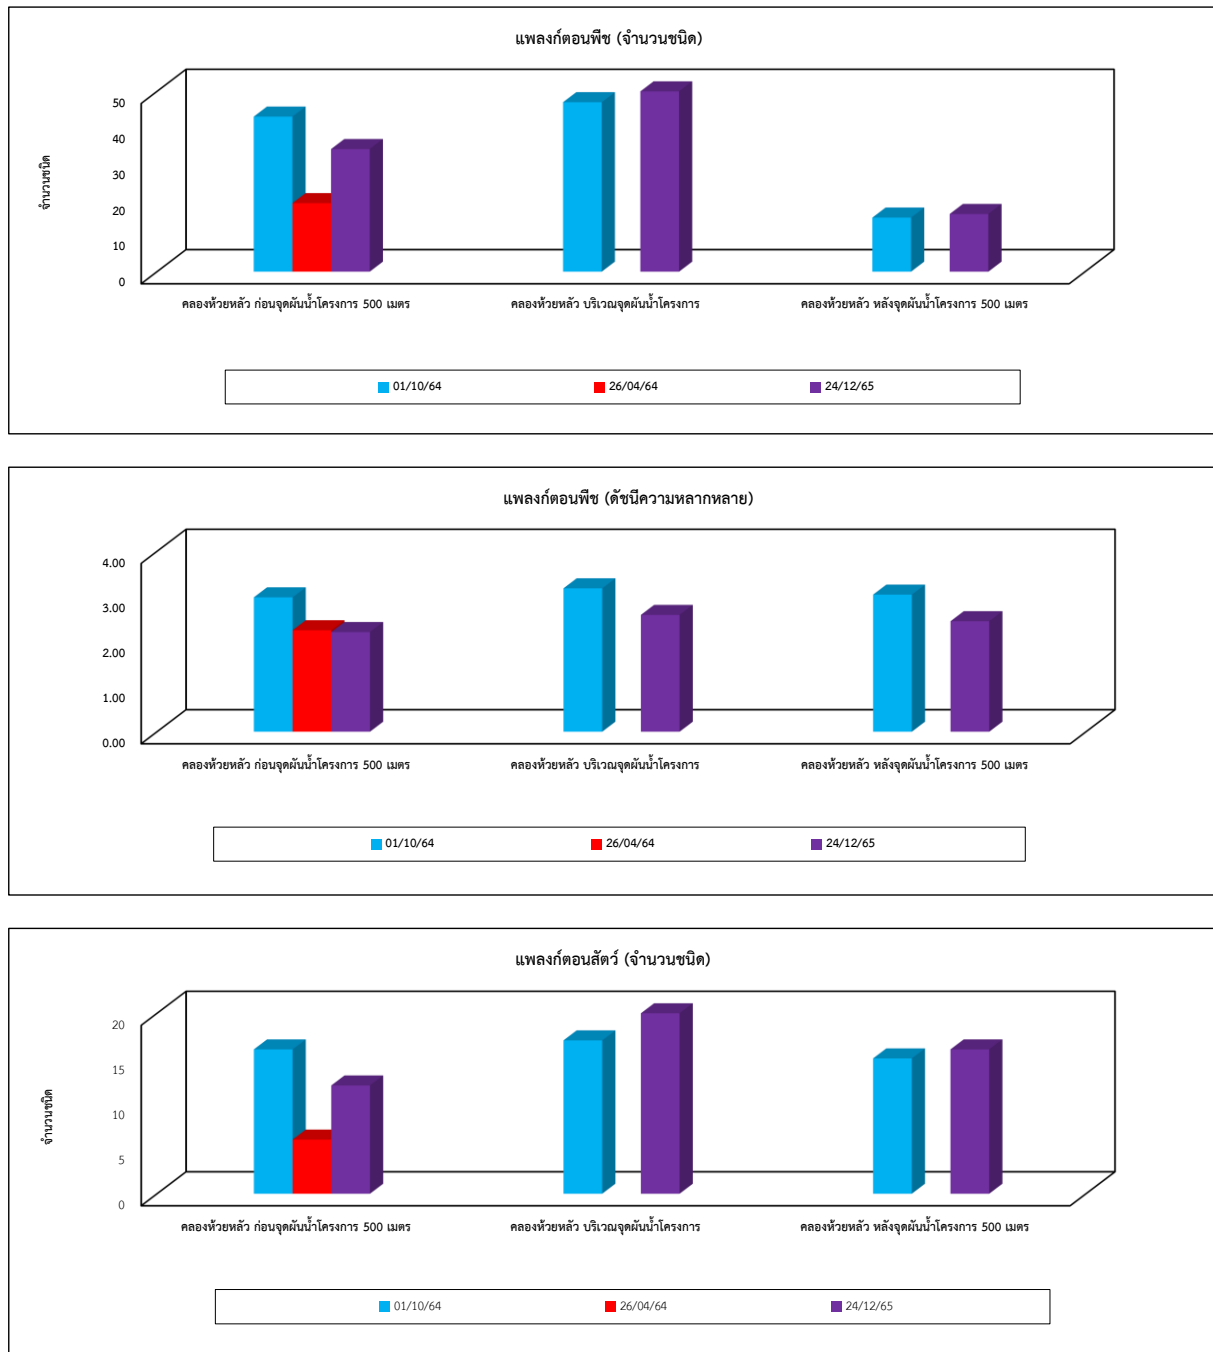 แพลงก์ตอนพืช (จำนวนชนิด)
จำนวนชนิด
50
40
30
20
10
0
คลองห้วยหลัว ก่อนจุดผันน้ำโครงการ 500 เมตร คลองห้วยหลัว บริเวณจุดผันน้ำโครงการ คลองห้วยหลัว หลังจุดผันน้ำโครงการ 500 เมตร
01/10/64 26/04/64 24/12/65
แพลงก์ตอนพืช (ดัชนีความหลากหลาย)
4.00
3.00
2.00
1.00
0.00
คลองห้วยหลัว ก่อนจุดผันน้ำโครงการ 500 เมตร คลองห้วยหลัว บริเวณจุดผันน้ำโครงการ คลองห้วยหลัว หลังจุดผันน้ำโครงการ 500 เมตร
01/10/64 26/04/64 24/12/65
แพลงก์ตอนสัตว์ (จำนวนชนิด)
จำนวนชนิด
20
15
10
5
0
คลองห้วยหลัว ก่อนจุดผันน้ำโครงการ 500 เมตร คลองห้วยหลัว บริเวณจุดผันน้ำโครงการ คลองห้วยหลัว หลังจุดผันน้ำโครงการ 500 เมตร
01/10/64 26/04/64 24/12/65